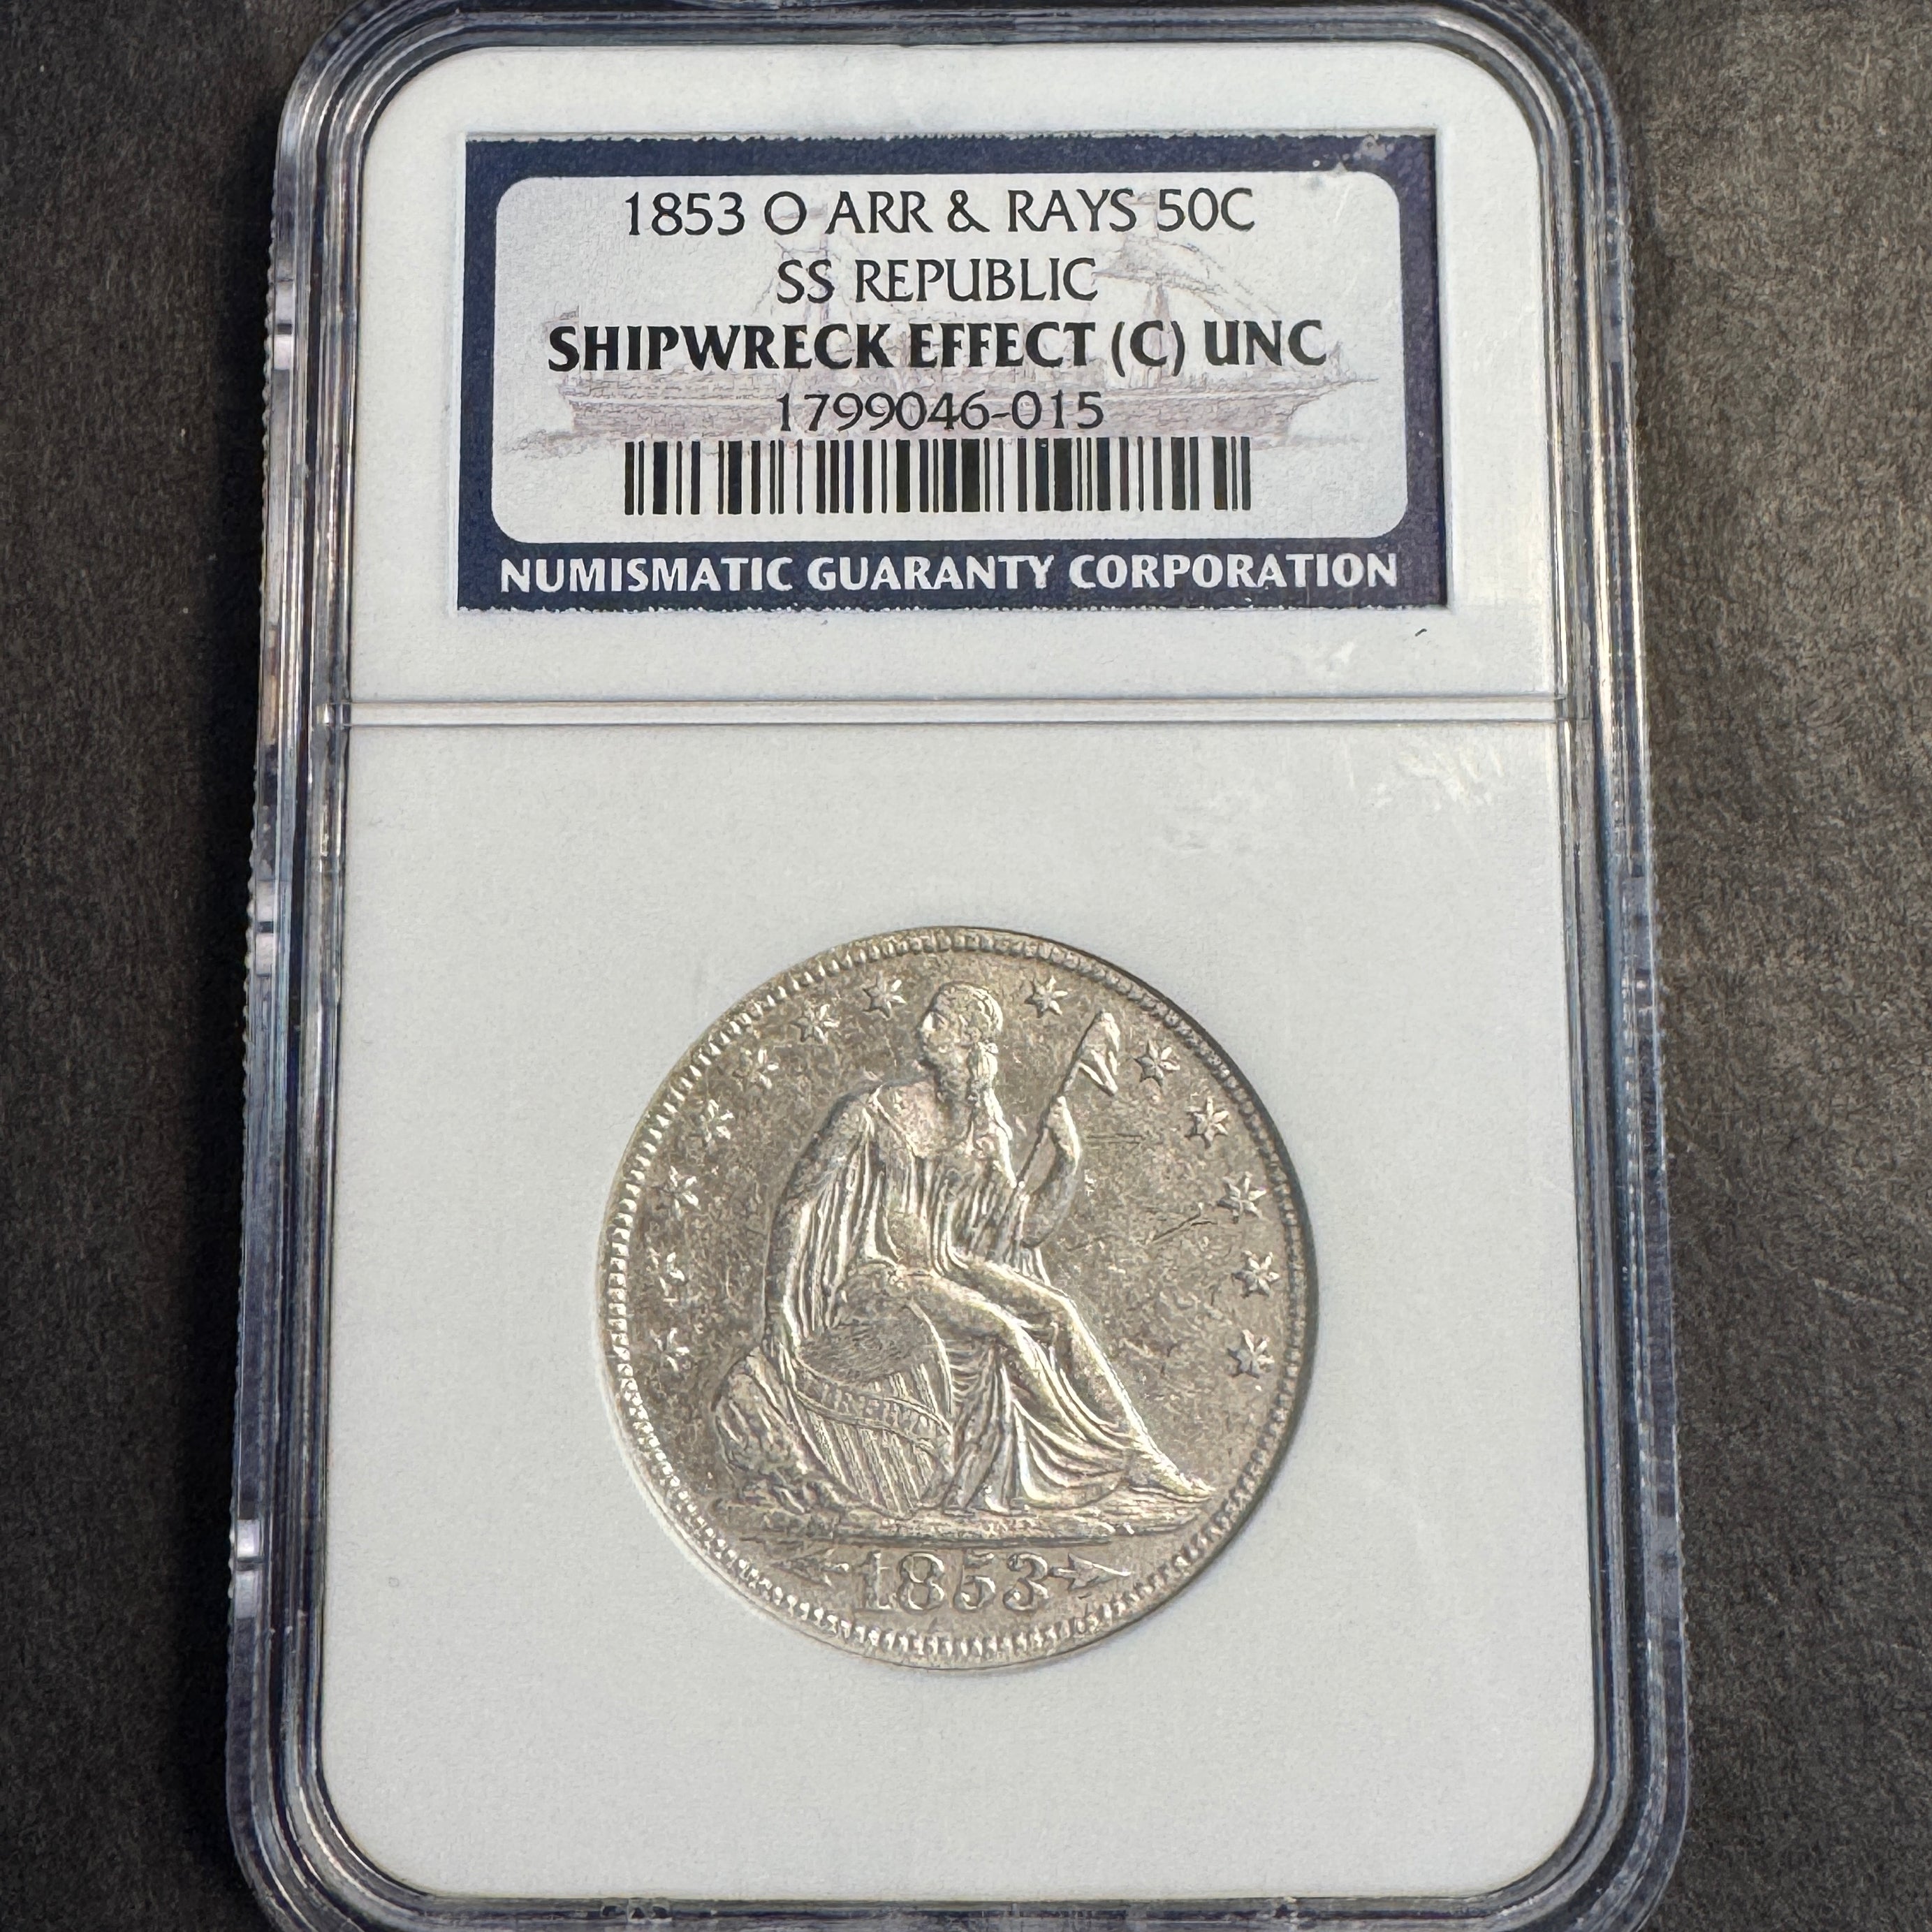 1853 O ARR & RAYS 50C
SS REPUBLIC
SHIPWRECK EFFECT (C) UNC
1799046-015
NUMISMATIC GUARANTY CORPORATION
LIBERTY
1853